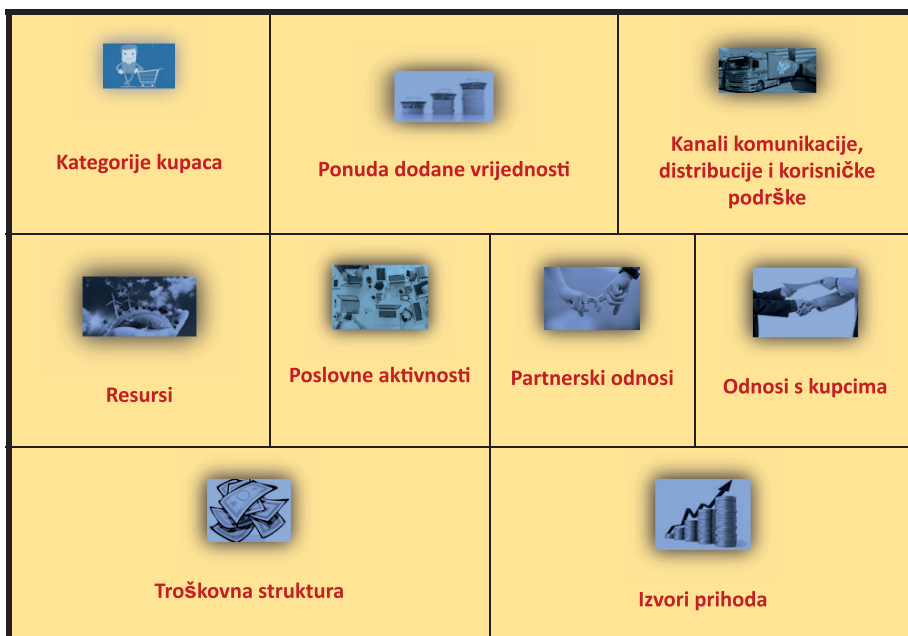 Kategorije kupaca
Ponuda dodane vrijednosti
Kanali komunikacije,
distribucije i korisničke
podrške
Resursi
Poslovne aktivnosti
Partnerski odnosi
Odnosi s kupcima
Troškovna struktura
Izvori prihoda